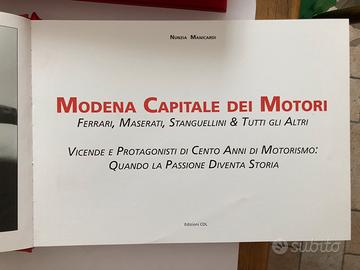 Nunzia Manicardi
Modena Capitale dei Motori
Ferrari, Maserati, Stanguellini & Tutti gli Altri
Vicende e Protagonisti di Cento Anni di Motorismo:
Quando la Passione Diventa Storia
Edizioni CDL
subito